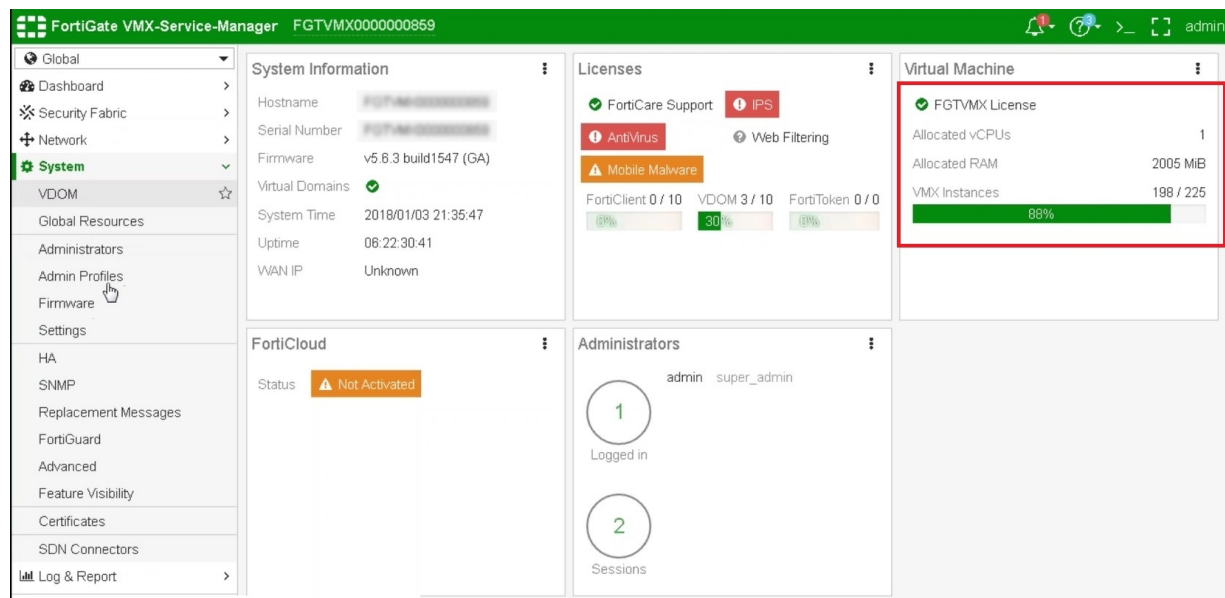 FortiGate VMX-Service-Manager FGTVMX0000000859
1 3 >_ admin
Global
Dashboard
Security Fabric
Network
System
VDOM
Global Resources
Administrators
Admin Profiles
Firmware
Settings
HA
SNMP
Replacement Messages
FortiGuard
Advanced
Feature Visibility
Certificates
SDN Connectors
Log & Report
System Information
Hostname
Serial Number
Firmware v5.6.3 build1547 (GA)
Virtual Domains
System Time 2018/01/03 21:35:47
Uptime 06:22:30:41
WAN IP Unknown
Licenses
FortiCare Support IPS
AntiVirus Web Filtering
Mobile Malware
FortiClient 0 / 10 VDOM 3 / 10 FortiToken 0 / 0
0% 30% 0%
Virtual Machine
FGTVMX License
Allocated vCPUs 1
Allocated RAM 2005 MiB
VMX Instances 198 / 225
88%
FortiCloud
Status Not Activated
Administrators
admin super_admin
1
Logged in
2
Sessions